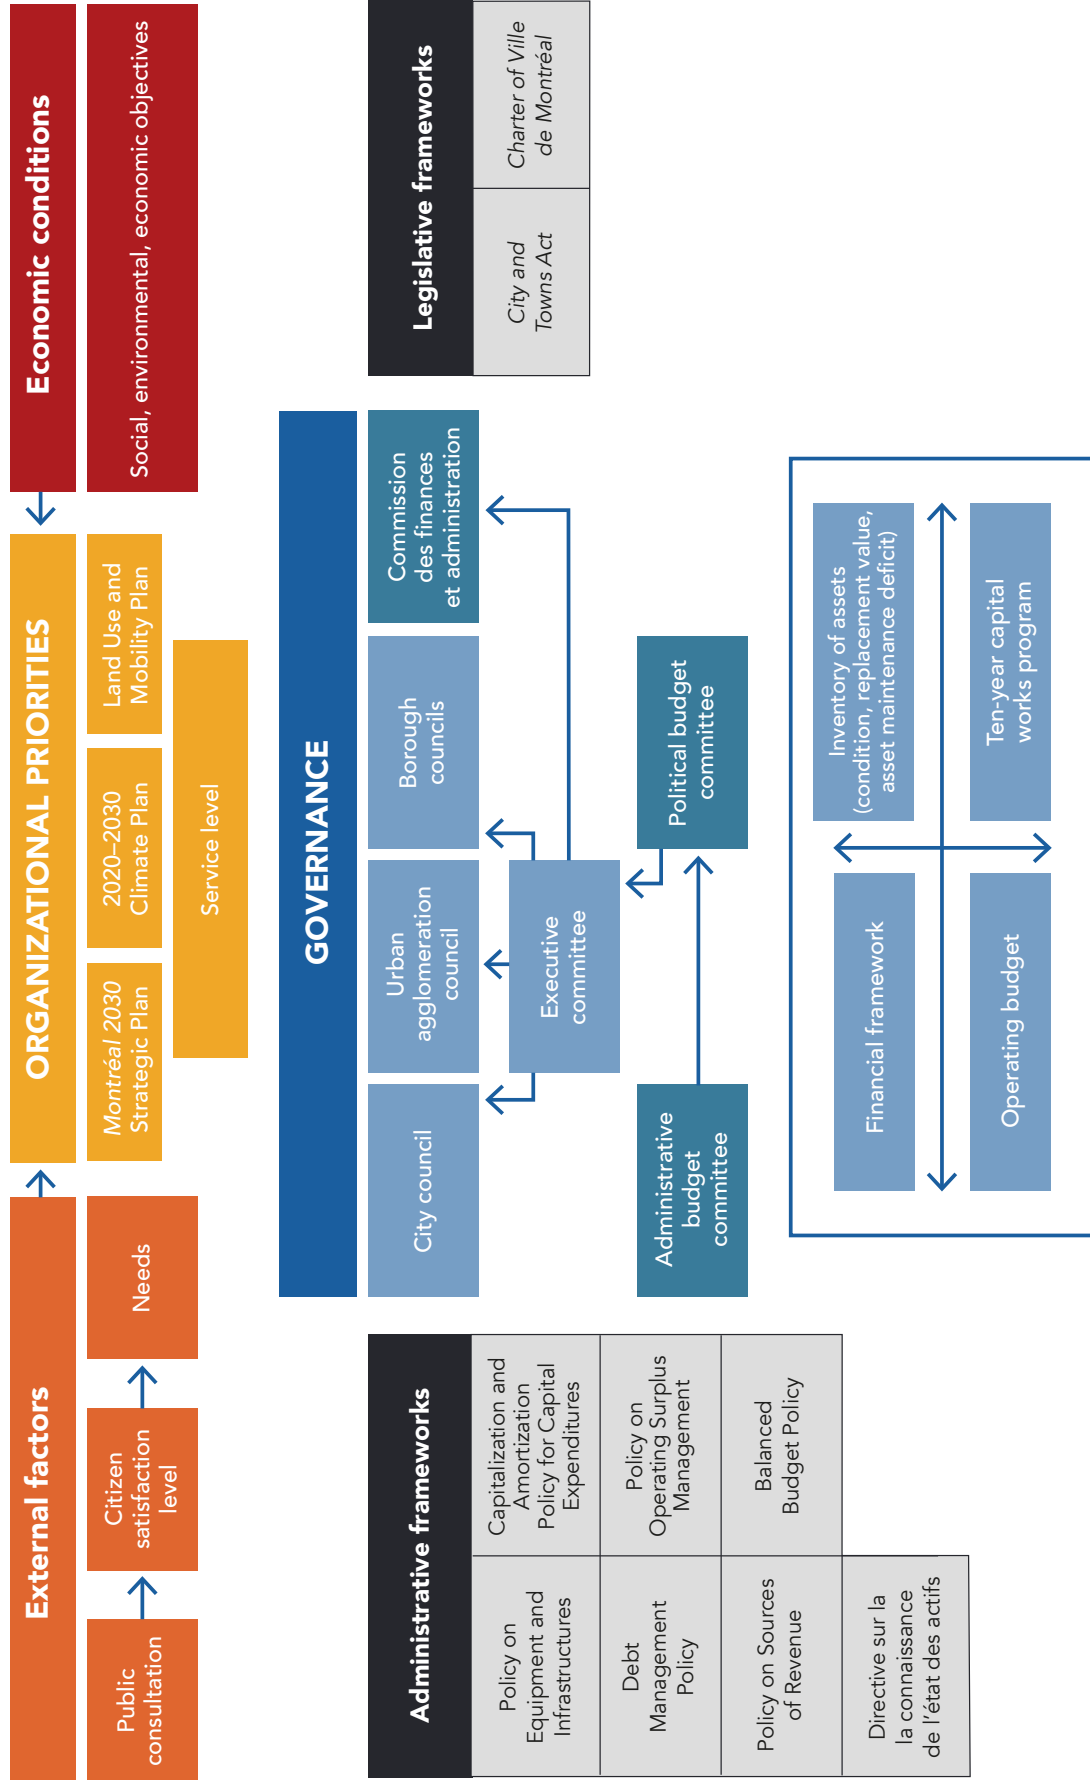 External factors
Public
consultation
Citizen
satisfaction
level
Needs
ORGANIZATIONAL PRIORITIES
Montréal 2030
Strategic Plan
2020–2030
Climate Plan
Land Use and
Mobility Plan
Service level
Economic conditions
Social, environmental, economic objectives
Administrative frameworks
Policy on
Equipment and
Infrastructures
Capitalization and
Amortization
Policy for Capital
Expenditures
Debt
Management
Policy
Policy on
Operating Surplus
Management
Policy on Sources
of Revenue
Balanced
Budget Policy
Directive sur la
la connaissance
de l'état des actifs
GOVERNANCE
City council
Urban
agglomeration
council
Borough
councils
Commission
des finances
et administration
Executive
committee
Administrative
budget
committee
Political budget
committee
Legislative frameworks
City and
Towns Act
Charter of Ville
de Montréal
Financial framework
Inventory of assets
(condition, replacement value,
asset maintenance deficit)
Operating budget
Ten-year capital
works program